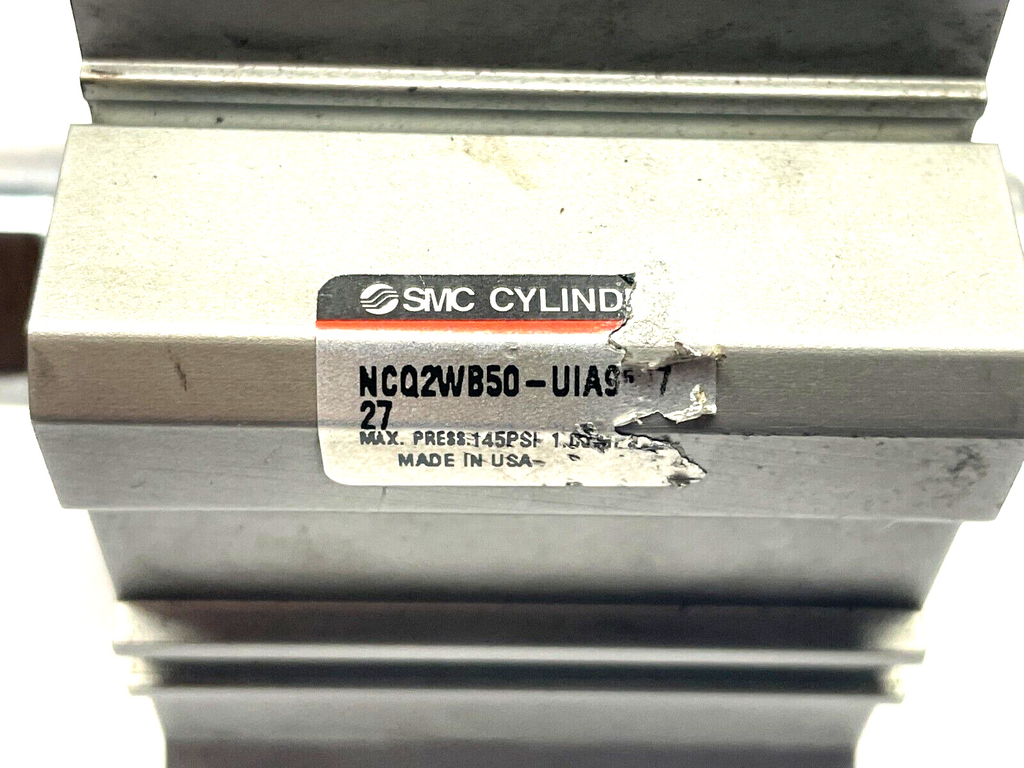 SMC CYLIND
NCQ2WB50-UIA9
27
MAX. PRESS.145PSI
MADE IN USA